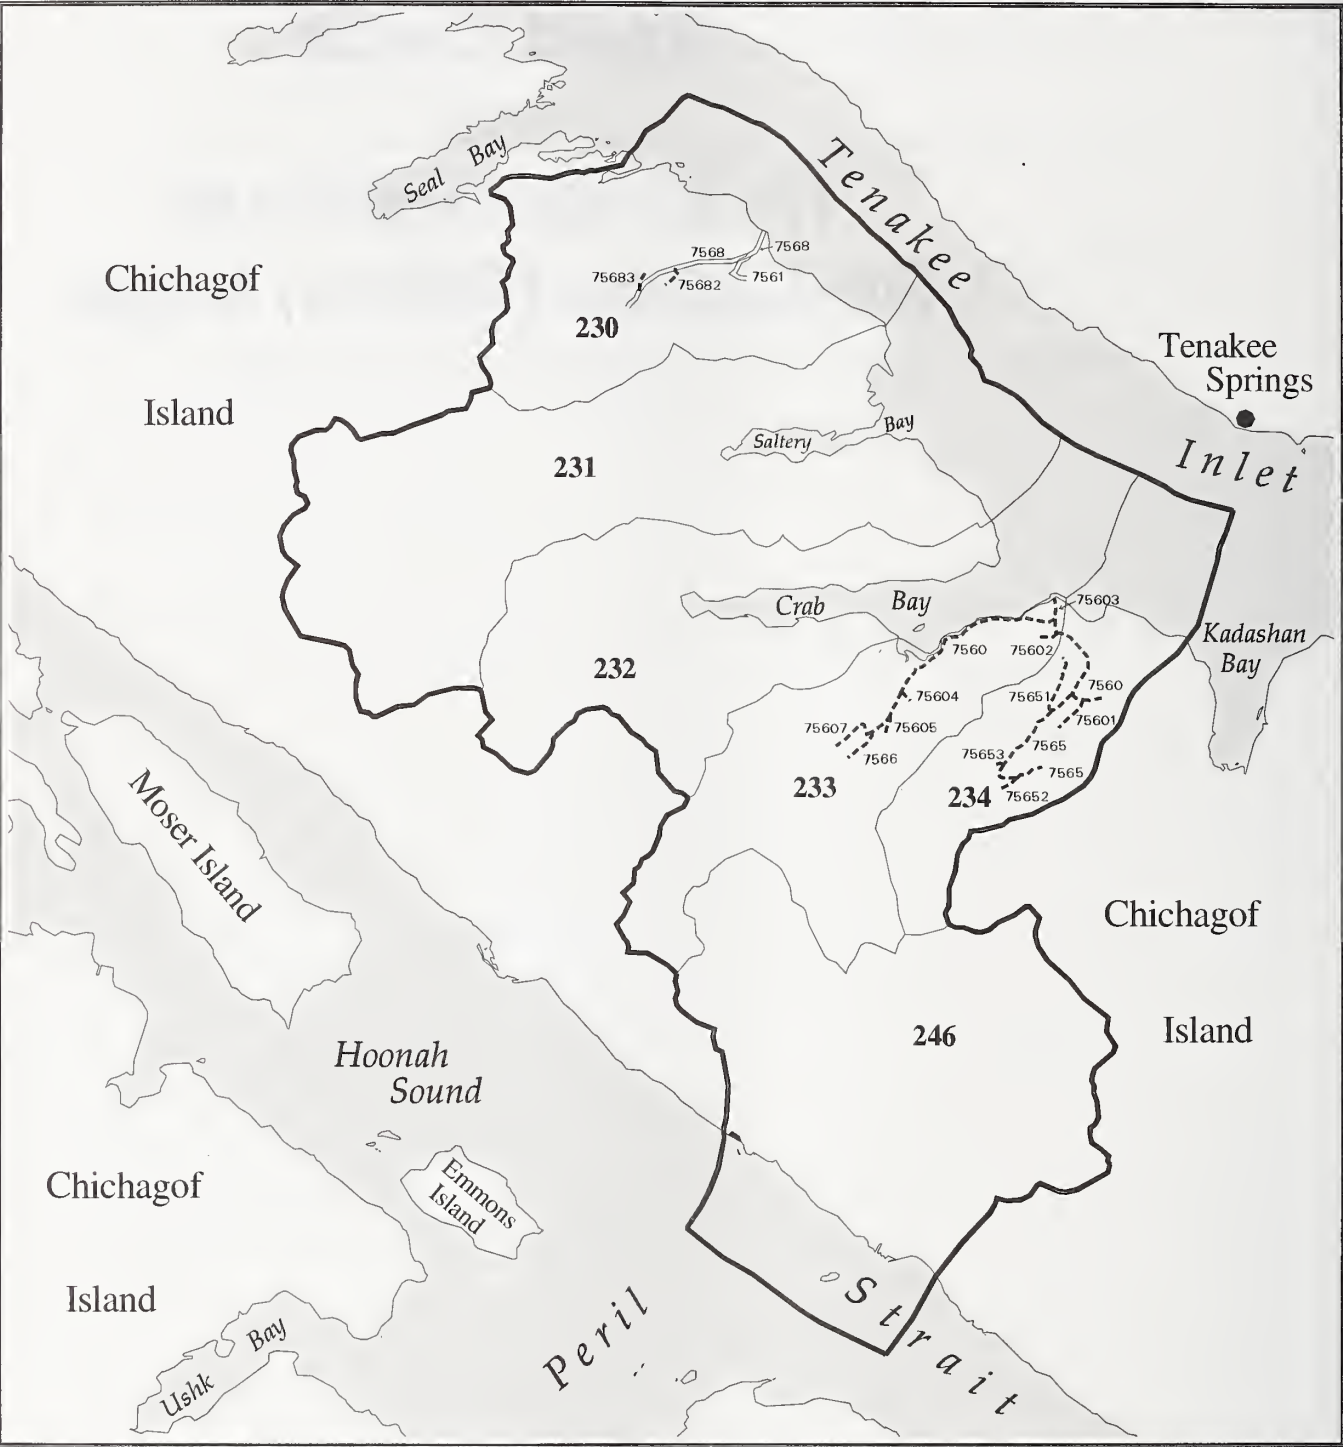 Seal Bay
Tenakee
Chichagof
7568
7568
75683
75682
7561
230
Tenakee
Springs
Island
Saltery Bay
Inlet
231
Crab Bay
75603
Kadashan
Bay
7560
75602
232
75604
75651
7560
75607
75605
75601
7566
75653
7565
7565
233
234
75652
Moser Island
Chichagof
246
Island
Hoonah
Sound
Chichagof
Emmons
Island
Island
Peril
Strait
Ushk Bay